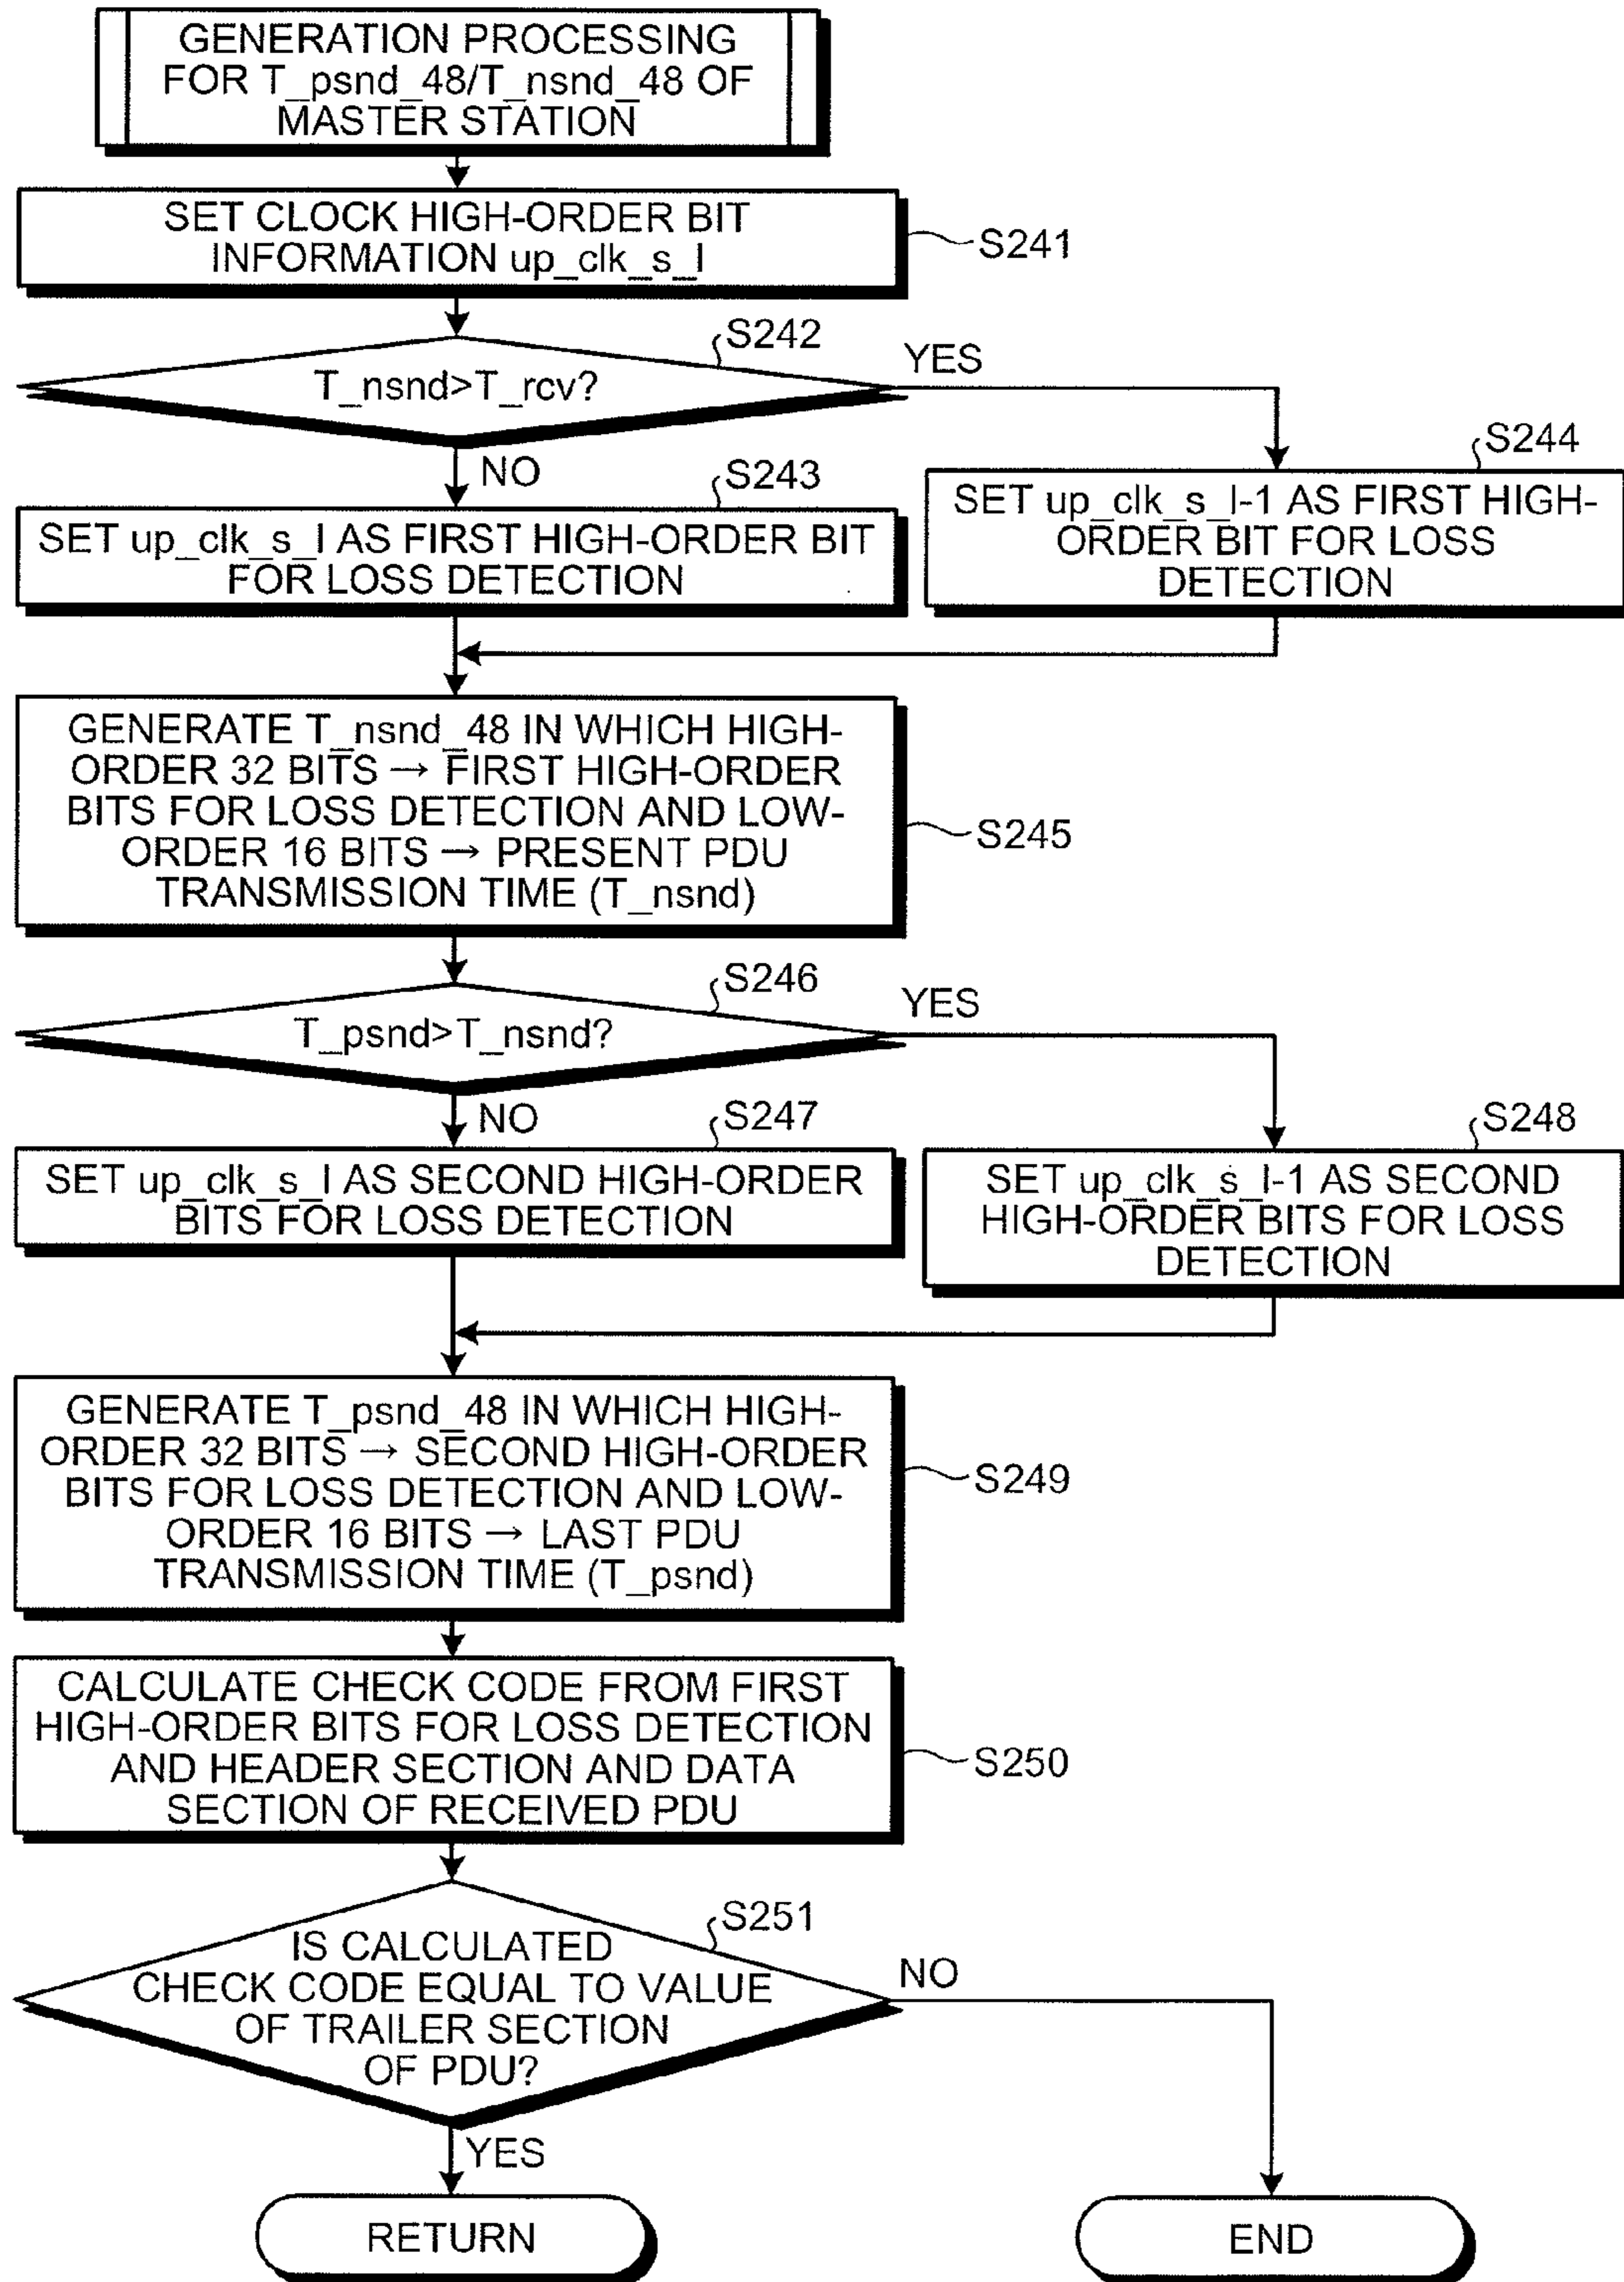 GENERATION PROCESSING
FOR T_psnd_48/T_nsnd_48 OF
MASTER STATION
SET CLOCK HIGH-ORDER BIT
INFORMATION up_clk_s_l
S241
S242
T_nsnd>T_rcv?
YES
NO
S243
SET up_clk_s_l AS FIRST HIGH-ORDER BIT
FOR LOSS DETECTION
S244
SET up_clk_s_l-1 AS FIRST HIGH-
ORDER BIT FOR LOSS
DETECTION
GENERATE T_nsnd_48 IN WHICH HIGH-
ORDER 32 BITS → FIRST HIGH-ORDER
BITS FOR LOSS DETECTION AND LOW-
ORDER 16 BITS → PRESENT PDU
TRANSMISSION TIME (T_nsnd)
S245
S246
T_psnd>T_nsnd?
YES
NO
S247
SET up_clk_s_l AS SECOND HIGH-ORDER
BITS FOR LOSS DETECTION
S248
SET up_clk_s_l-1 AS SECOND
HIGH-ORDER BITS FOR LOSS
DETECTION
GENERATE T_psnd_48 IN WHICH HIGH-
ORDER 32 BITS → SECOND HIGH-ORDER
BITS FOR LOSS DETECTION AND LOW-
ORDER 16 BITS → LAST PDU
TRANSMISSION TIME (T_psnd)
S249
CALCULATE CHECK CODE FROM FIRST
HIGH-ORDER BITS FOR LOSS DETECTION
AND HEADER SECTION AND DATA
SECTION OF RECEIVED PDU
S250
S251
IS CALCULATED
CHECK CODE EQUAL TO VALUE
OF TRAILER SECTION
OF PDU?
NO
YES
RETURN
END